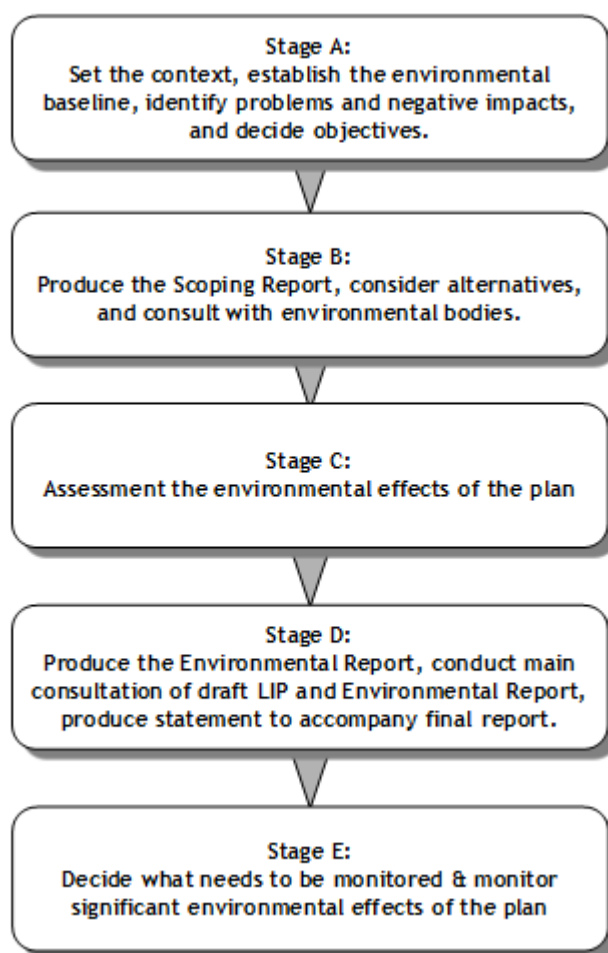 Stage A:
Set the context, establish the environmental
baseline, identify problems and negative impacts,
and decide objectives.
Stage B:
Produce the Scoping Report, consider alternatives,
and consult with environmental bodies.
Stage C:
Assessment the environmental effects of the plan
Stage D:
Produce the Environmental Report, conduct main
consultation of draft LIP and Environmental Report,
produce statement to accompany final report.
Stage E:
Decide what needs to be monitored & monitor
significant environmental effects of the plan